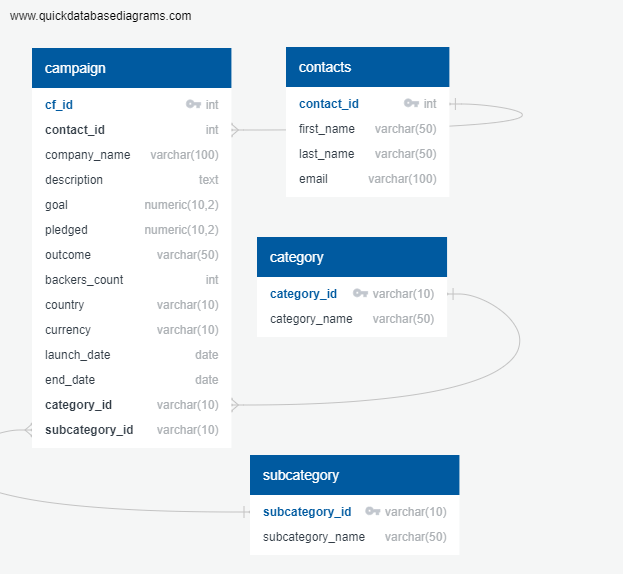 www.quickdatabasediagrams.com
campaign
cf_id int
contact_id int
company_name varchar(100)
description text
goal numeric(10,2)
pledged numeric(10,2)
outcome varchar(50)
backers_count int
country varchar(10)
currency varchar(10)
launch_date date
end_date date
category_id varchar(10)
subcategory_id varchar(10)
contacts
contact_id int
first_name varchar(50)
last_name varchar(50)
email varchar(100)
category
category_id varchar(10)
category_name varchar(50)
subcategory
subcategory_id varchar(10)
subcategory_name varchar(50)